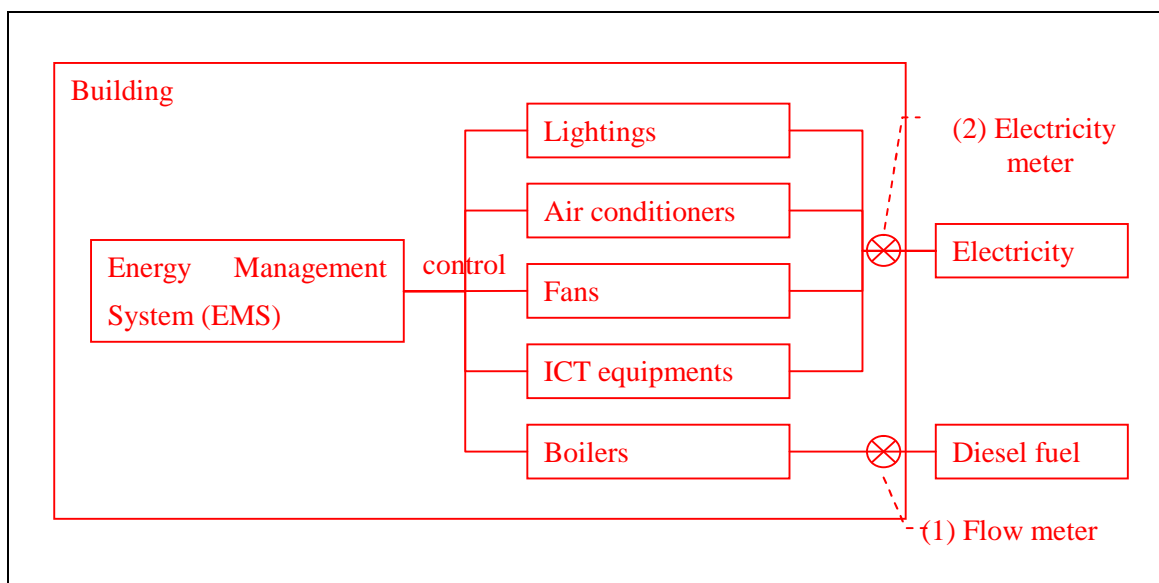 Building
Lightings
(2) Electricity
meter
Air conditioners
Energy Management
System (EMS)
control
Electricity
Fans
ICT equipments
Boilers
Diesel fuel
(1) Flow meter